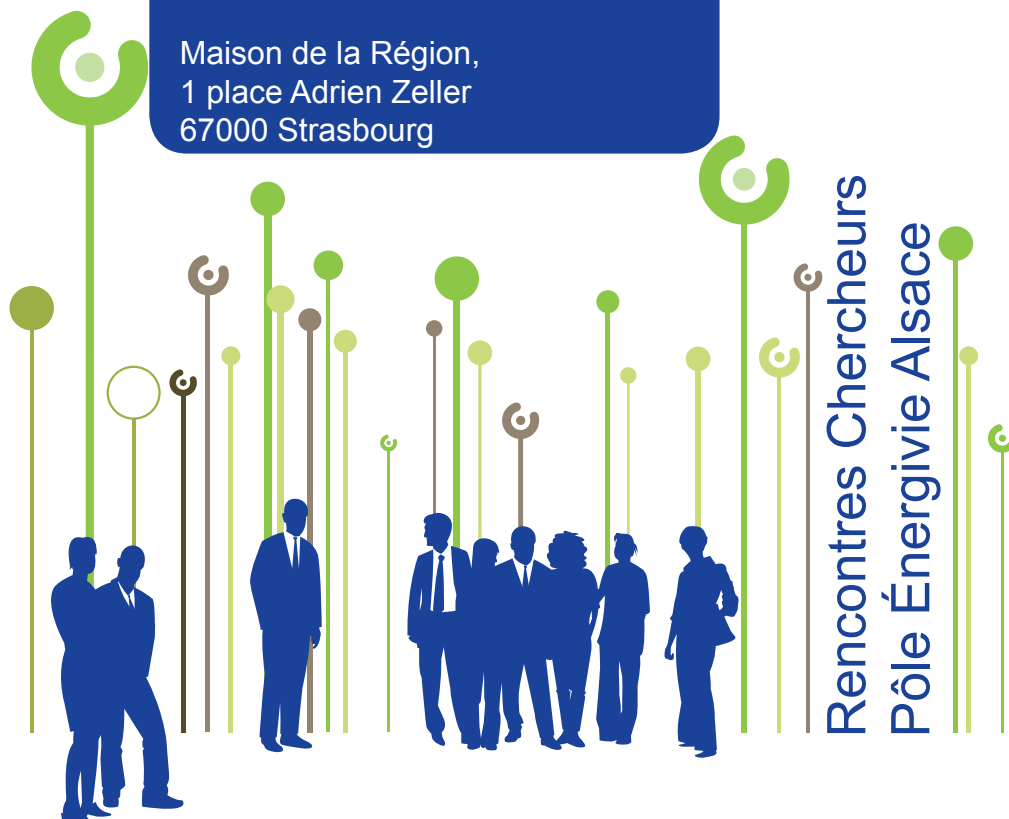 Maison de la Région,
1 place Adrien Zeller
67000 Strasbourg
Rencontres Chercheurs
Pôle Énergivie Alsace